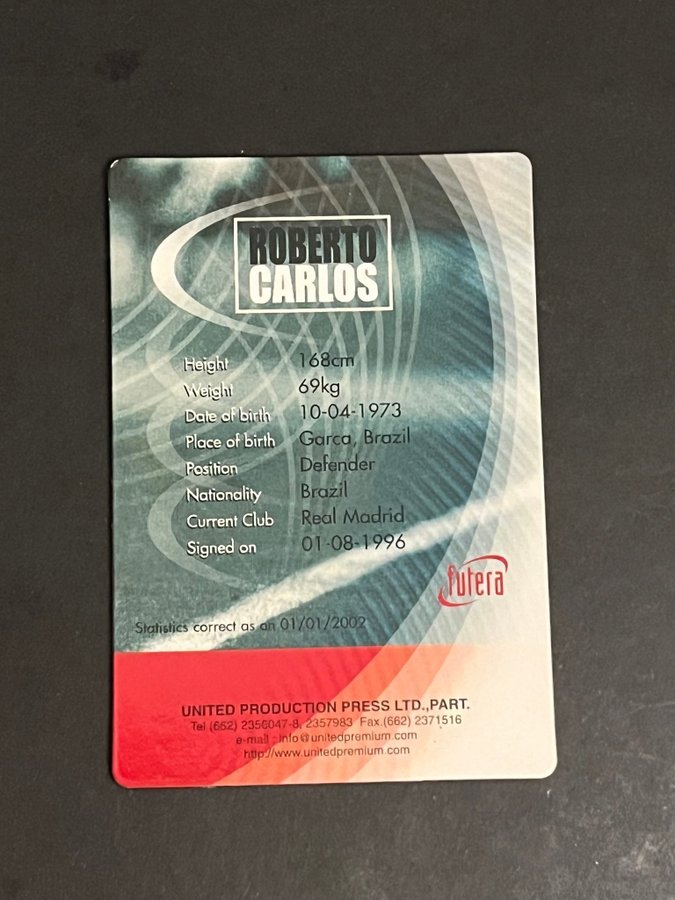 ROBERTO
CARLOS
Height 168cm
Weight 69kg
Date of birth 10-04-1973
Place of birth Garca, Brazil
Position Defender
Nationality Brazil
Current Club Real Madrid
Signed on 01-08-1996
futera
Statistics correct as an 01/01/2002
UNITED PRODUCTION PRESS LTD.,PART.
Tel (662) 2356047-8, 2357983 Fax.(662) 2371516
e-mail : info@unitedpremium.com
http://www.unitedpremium.com